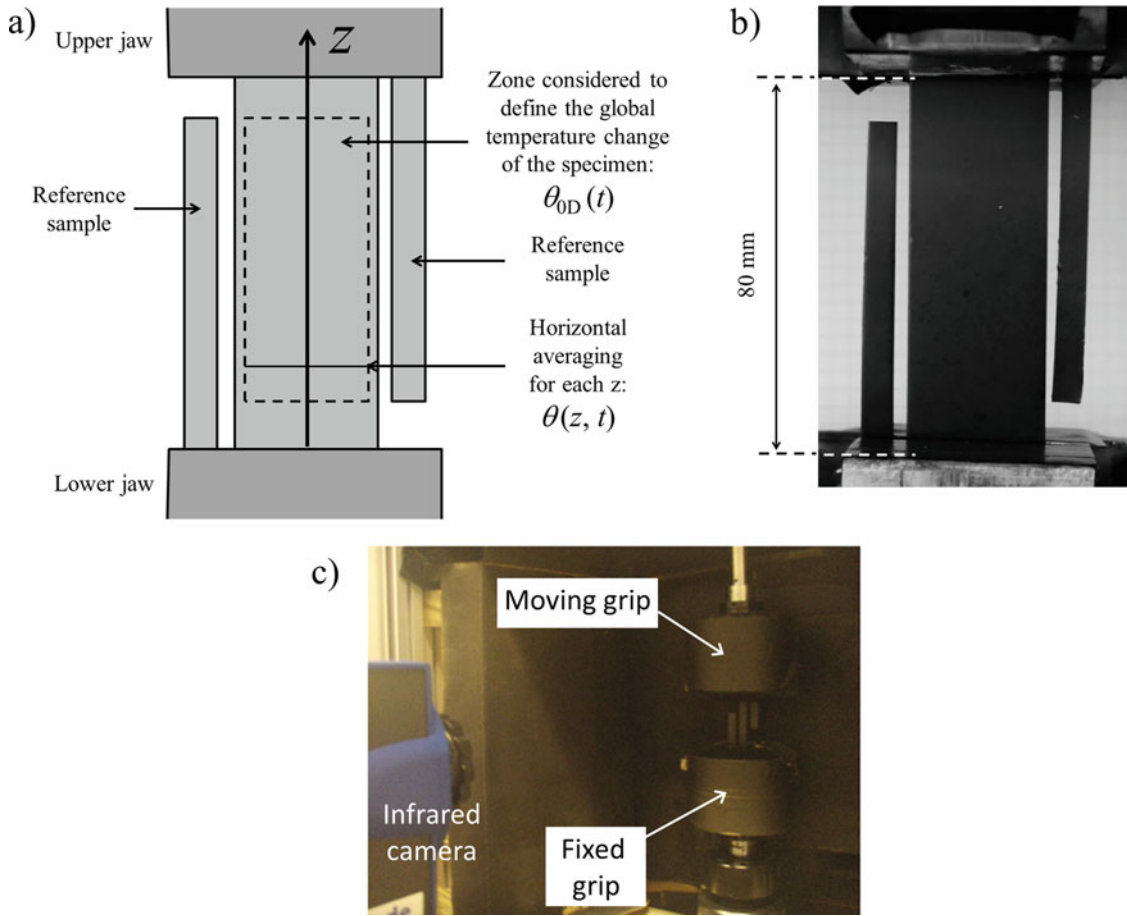 a)
Upper jaw
z
Zone considered to
define the global
temperature change
of the specimen:
θ0D (t)
Reference
sample
Reference
sample
Horizontal
averaging
for each z:
θ(z, t)
Lower jaw
b)
80 mm
c)
Moving grip
Infrared
camera
Fixed
grip